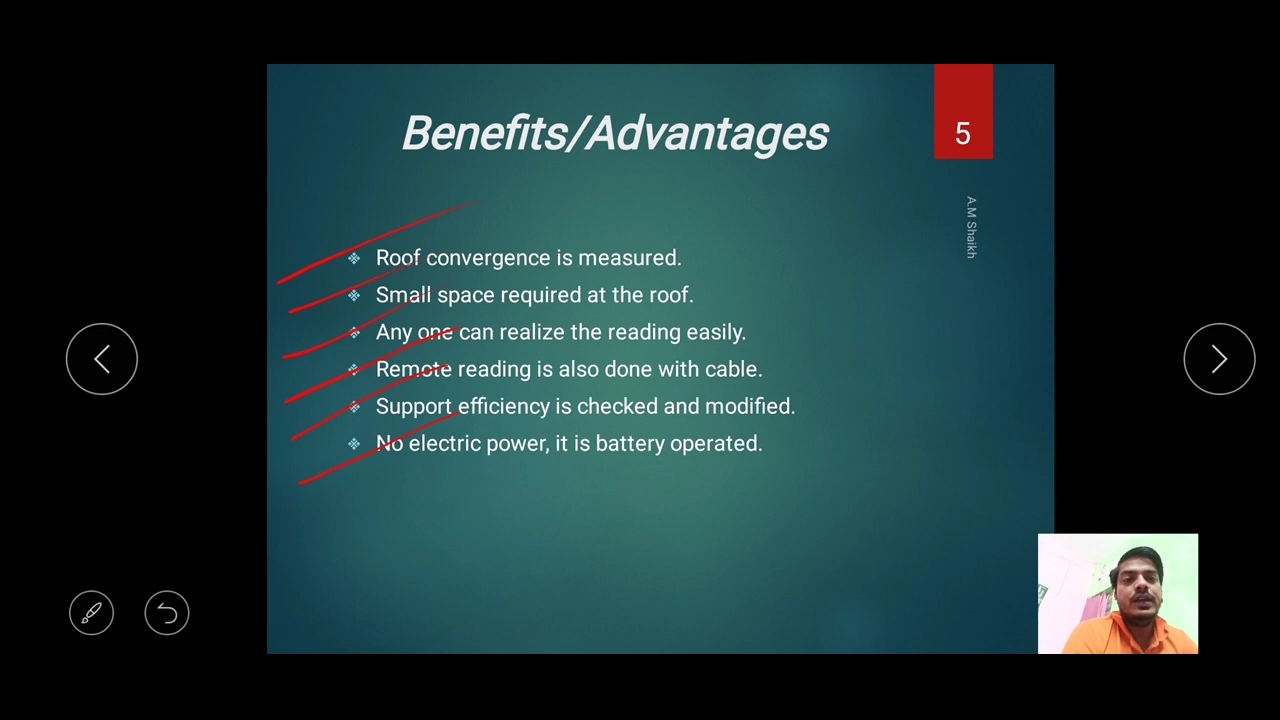 Benefits/Advantages
5
A.M Shaikh
Roof convergence is measured.
Small space required at the roof.
Any one can realize the reading easily.
Remote reading is also done with cable.
Support efficiency is checked and modified.
No electric power, it is battery operated.